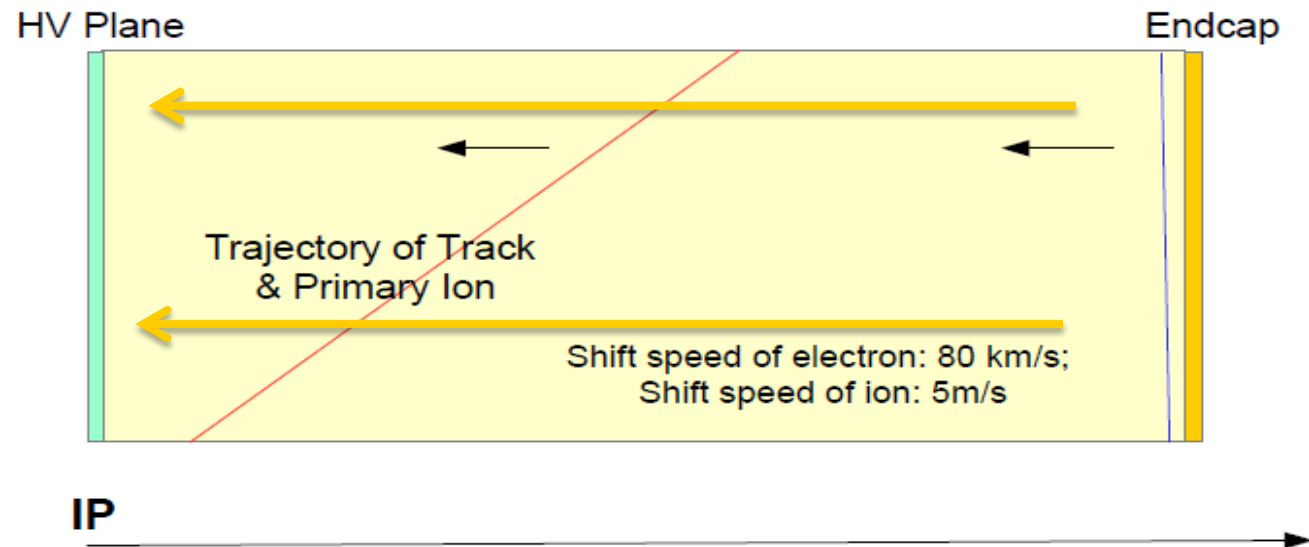 HV Plane
Endcap
Trajectory of Track
& Primary Ion
Shift speed of electron: 80 km/s;
Shift speed of ion: 5m/s
IP